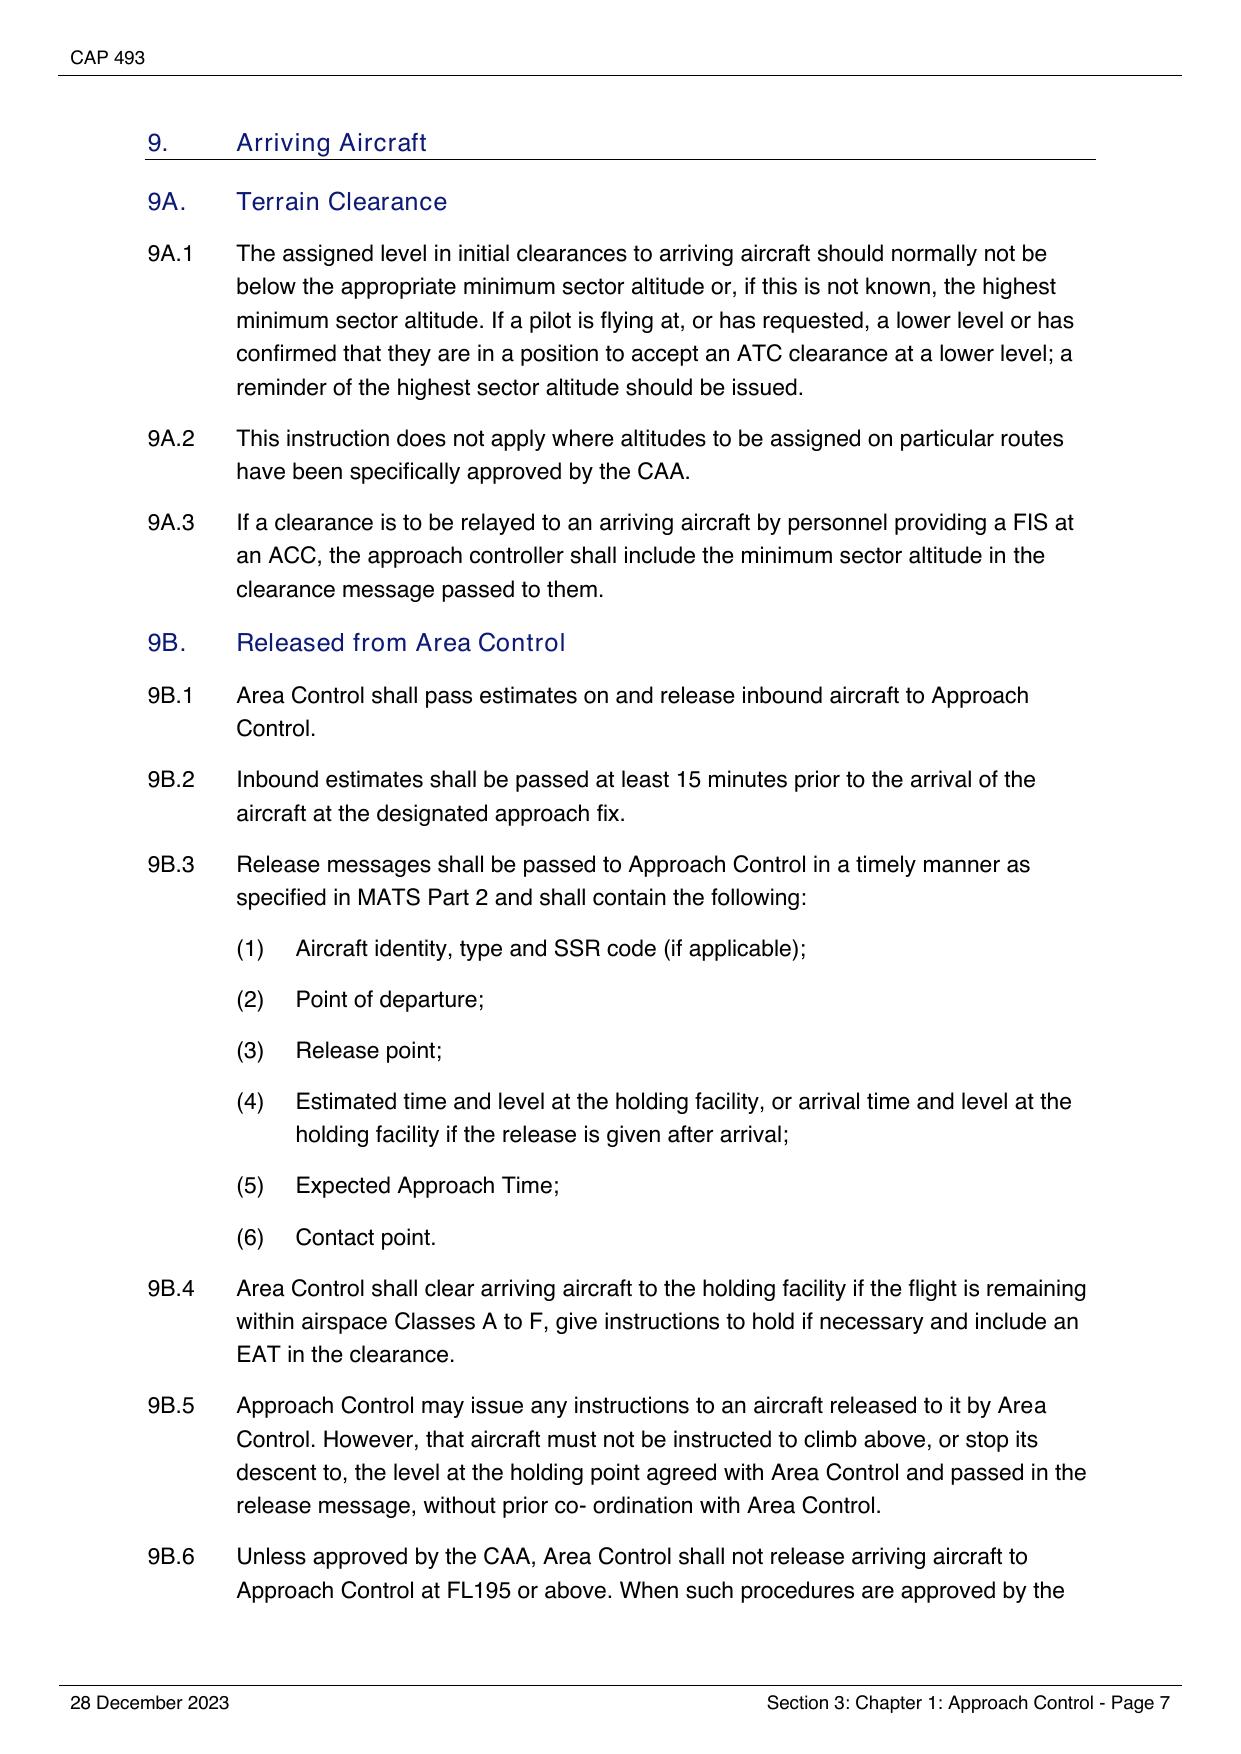 CAP 493
9. Arriving Aircraft
9A. Terrain Clearance
9A.1 The assigned level in initial clearances to arriving aircraft should normally not be
below the appropriate minimum sector altitude or, if this is not known, the highest
minimum sector altitude. If a pilot is flying at, or has requested, a lower level or has
confirmed that they are in a position to accept an ATC clearance at a lower level; a
reminder of the highest sector altitude should be issued.
9A.2 This instruction does not apply where altitudes to be assigned on particular routes
have been specifically approved by the CAA.
9A.3 If a clearance is to be relayed to an arriving aircraft by personnel providing a FIS at
an ACC, the approach controller shall include the minimum sector altitude in the
clearance message passed to them.
9B. Released from Area Control
9B.1 Area Control shall pass estimates on and release inbound aircraft to Approach
Control.
9B.2 Inbound estimates shall be passed at least 15 minutes prior to the arrival of the
aircraft at the designated approach fix.
9B.3 Release messages shall be passed to Approach Control in a timely manner as
specified in MATS Part 2 and shall contain the following:
(1) Aircraft identity, type and SSR code (if applicable);
(2) Point of departure;
(3) Release point;
(4) Estimated time and level at the holding facility, or arrival time and level at the
holding facility if the release is given after arrival;
(5) Expected Approach Time;
(6) Contact point.
9B.4 Area Control shall clear arriving aircraft to the holding facility if the flight is remaining
within airspace Classes A to F, give instructions to hold if necessary and include an
EAT in the clearance.
9B.5 Approach Control may issue any instructions to an aircraft released to it by Area
Control. However, that aircraft must not be instructed to climb above, or stop its
descent to, the level at the holding point agreed with Area Control and passed in the
release message, without prior co- ordination with Area Control.
9B.6 Unless approved by the CAA, Area Control shall not release arriving aircraft to
Approach Control at FL195 or above. When such procedures are approved by the
28 December 2023 Section 3: Chapter 1: Approach Control - Page 7